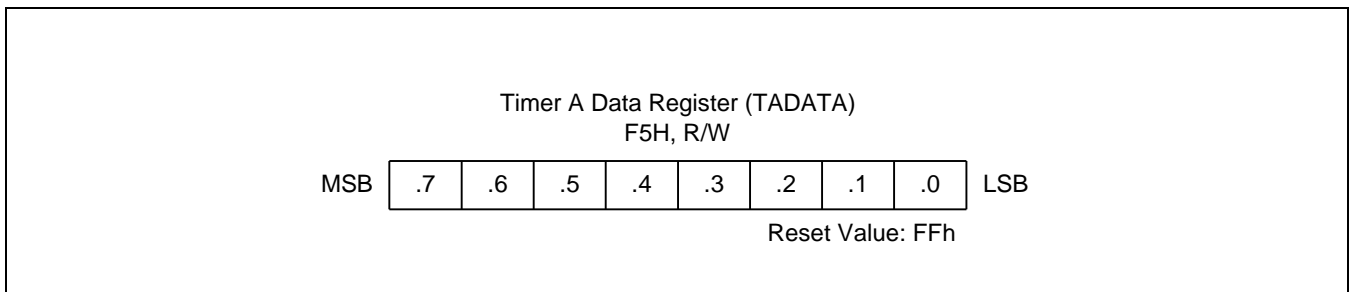 Timer A Data Register (TADATA)
F5H, R/W
MSB .7 .6 .5 .4 .3 .2 .1 .0 LSB
Reset Value: FFh